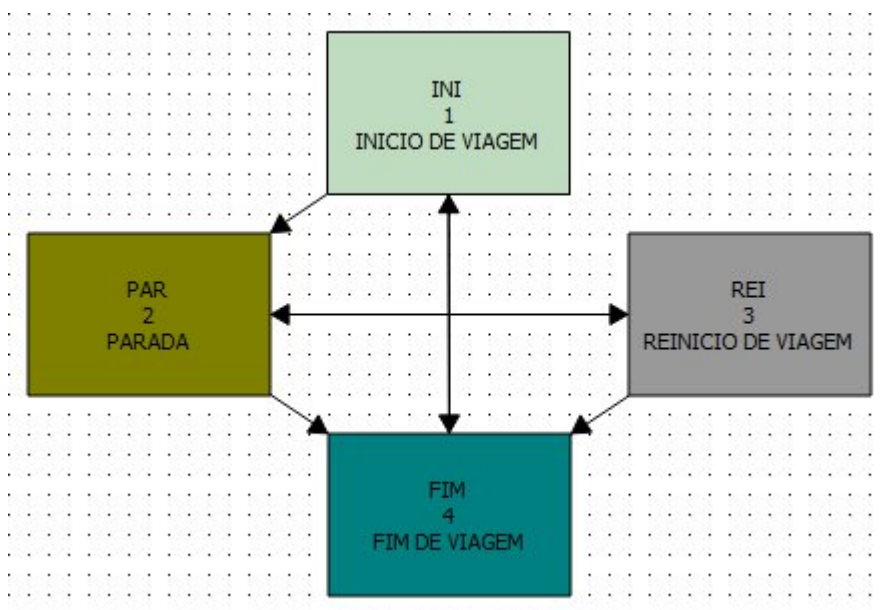 INI
1
INICIO DE VIAGEM
PAR
2
PARADA
REI
3
REINICIO DE VIAGEM
FIM
4
FIM DE VIAGEM